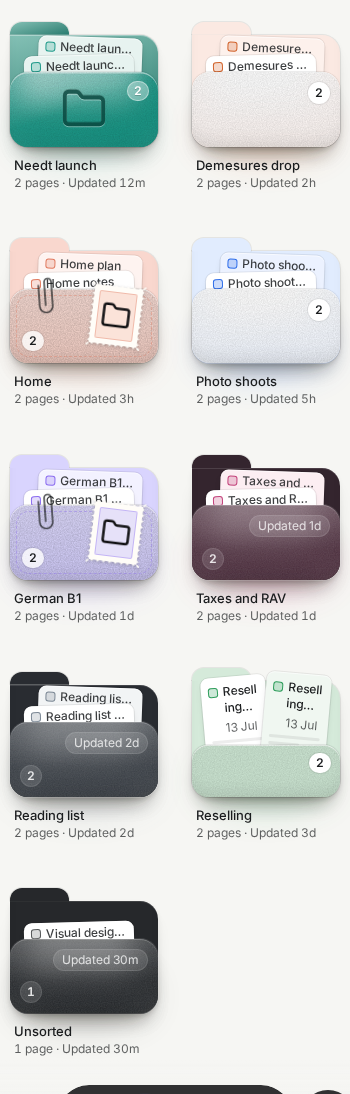 Needt laun...
Needt launc...
2
Needt launch
2 pages · Updated 12m
Demesure...
Demesures ...
2
Demesures drop
2 pages · Updated 2h
Home plan
Home notes
2
Home
2 pages · Updated 3h
Photo shoo...
Photo shoot...
2
Photo shoots
2 pages · Updated 5h
German B1...
German B1 ...
2
German B1
2 pages · Updated 1d
Taxes and ...
Taxes and R...
Updated 1d
2
Taxes and RAV
2 pages · Updated 1d
Reading lis...
Reading list ...
Updated 2d
2
Reading list
2 pages · Updated 2d
Resell
ing...
13 Jul
Resell
ing...
13 Jul
2
Reselling
2 pages · Updated 3d
Visual desig...
Updated 30m
1
Unsorted
1 page · Updated 30m